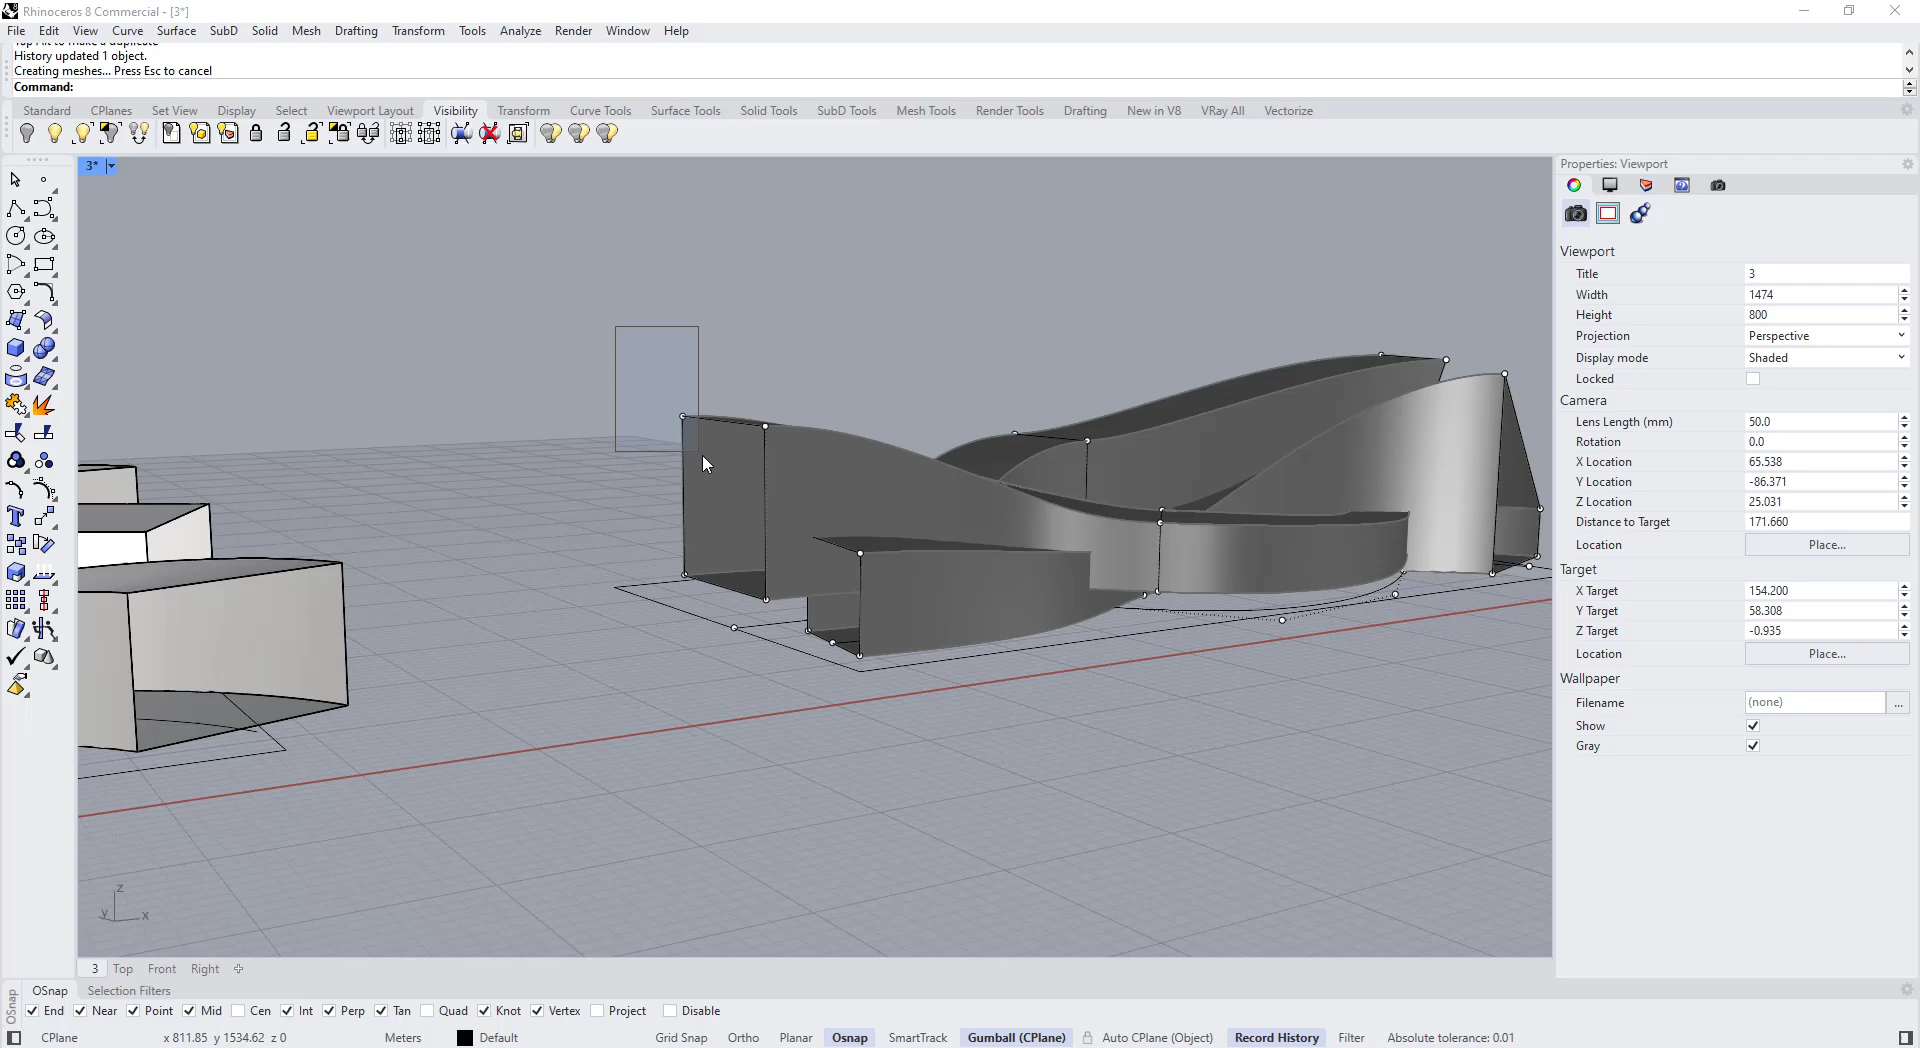 Rhinoceros 8 Commercial - [3*]
File Edit View Curve Surface SubD Solid Mesh Drafting Transform Tools Analyze Render Window Help
Tap Alt to make a duplicate
History updated 1 object.
Creating meshes... Press Esc to cancel
Command:
Standard CPlanes Set View Display Select Viewport Layout Visibility Transform Curve Tools Surface Tools Solid Tools SubD Tools Mesh Tools Render Tools Drafting New in V8 VRay All Vectorize
3*
Properties: Viewport
Viewport
Title 3
Width 1474
Height 800
Projection Perspective
Display mode Shaded
Locked
Camera
Lens Length (mm) 50.0
Rotation 0.0
X Location 65.538
Y Location -86.371
Z Location 25.031
Distance to Target 171.660
Location Place...
Target
X Target 154.200
Y Target 58.308
Z Target -0.935
Location Place...
Wallpaper
Filename (none) ...
Show
Gray
z
y x
3 Top Front Right
OSnap Selection Filters
OSnap
End Near Point Mid Cen Int Perp Tan Quad Knot Vertex Project Disable
CPlane x 811.85 y 1534.62 z 0 Meters Default Grid Snap Ortho Planar Osnap SmartTrack Gumball (CPlane) Auto CPlane (Object) Record History Filter Absolute tolerance: 0.01